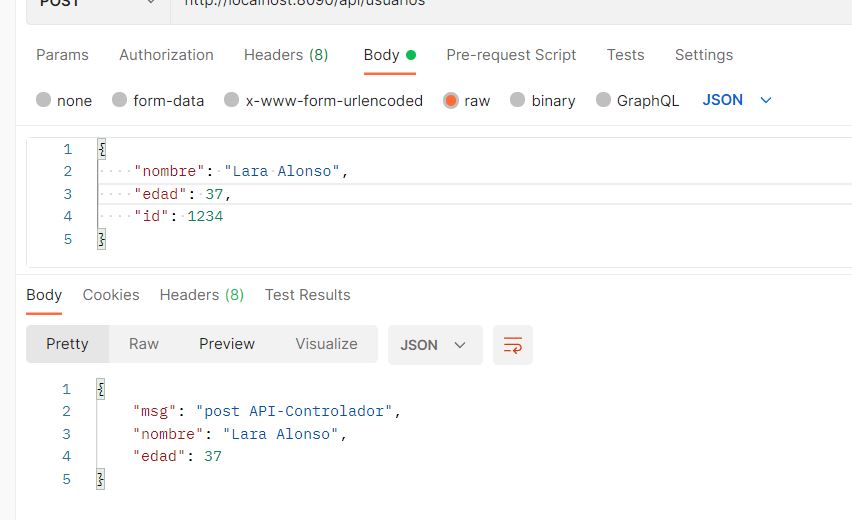 POST http://localhost:8090/api/usuarios
Params Authorization Headers (8) Body Pre-request Script Tests Settings
none form-data x-www-form-urlencoded raw binary GraphQL JSON
1 {
2 "nombre": "Lara Alonso",
3 "edad": 37,
4 "id": 1234
5 }
Body Cookies Headers (8) Test Results
Pretty Raw Preview Visualize JSON
1 {
2 "msg": "post API-Controlador",
3 "nombre": "Lara Alonso",
4 "edad": 37
5 }